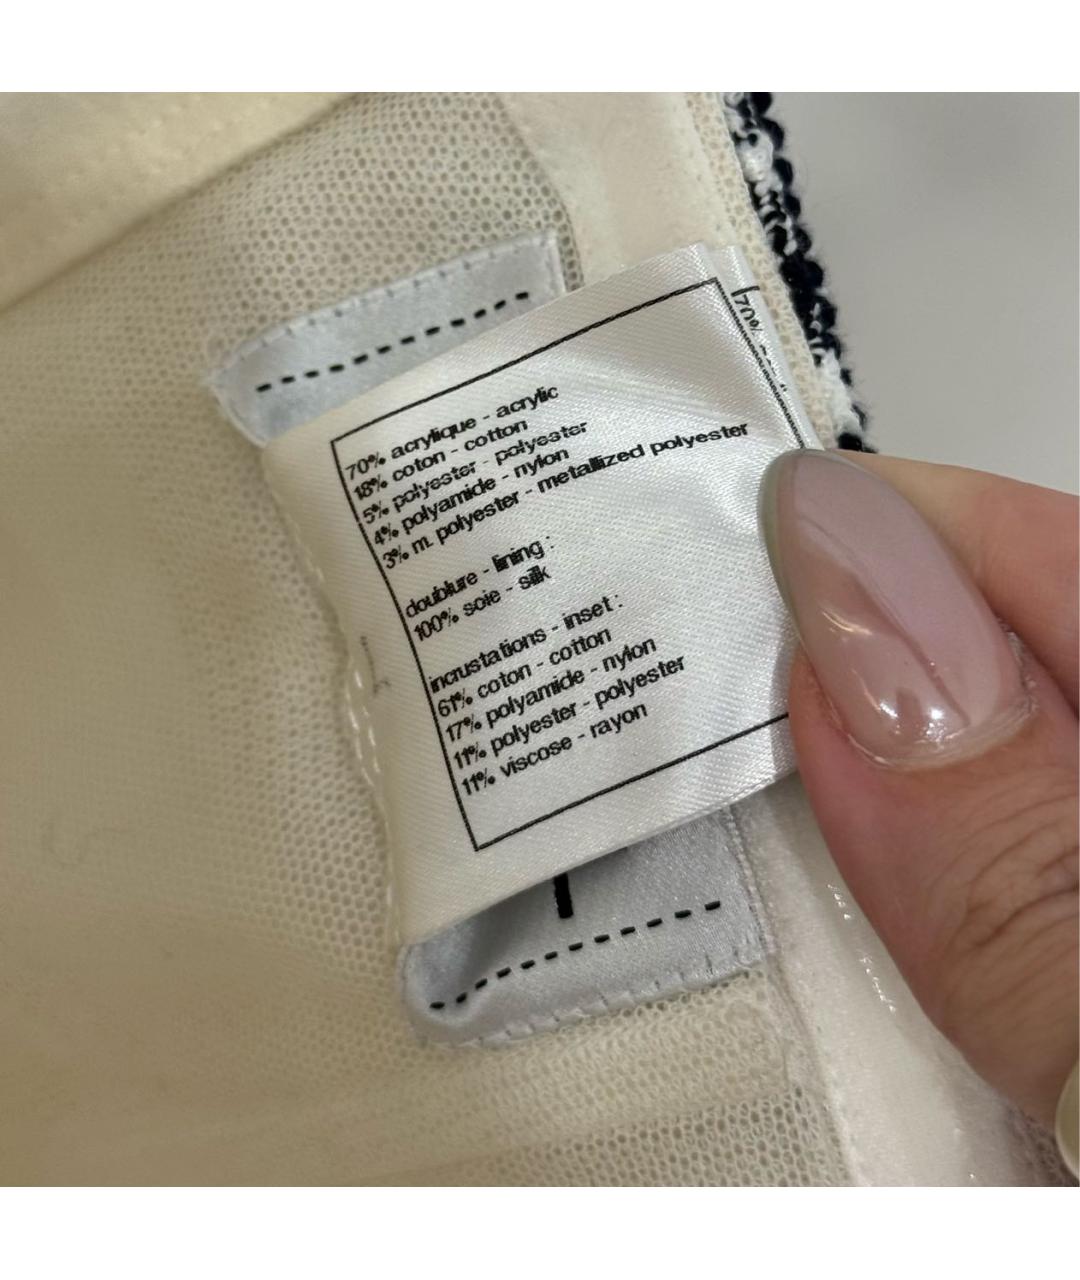 70% acrylique - acrylic
18% coton - cotton
5% polyester - polyester
4% polyamide - nylon
3% m. polyester - metallized polyester
doublure - lining :
100% soie - silk
incrustations - inset :
61% coton - cotton
17% polyamide - nylon
11% polyester - polyester
11% viscose - rayon
70%